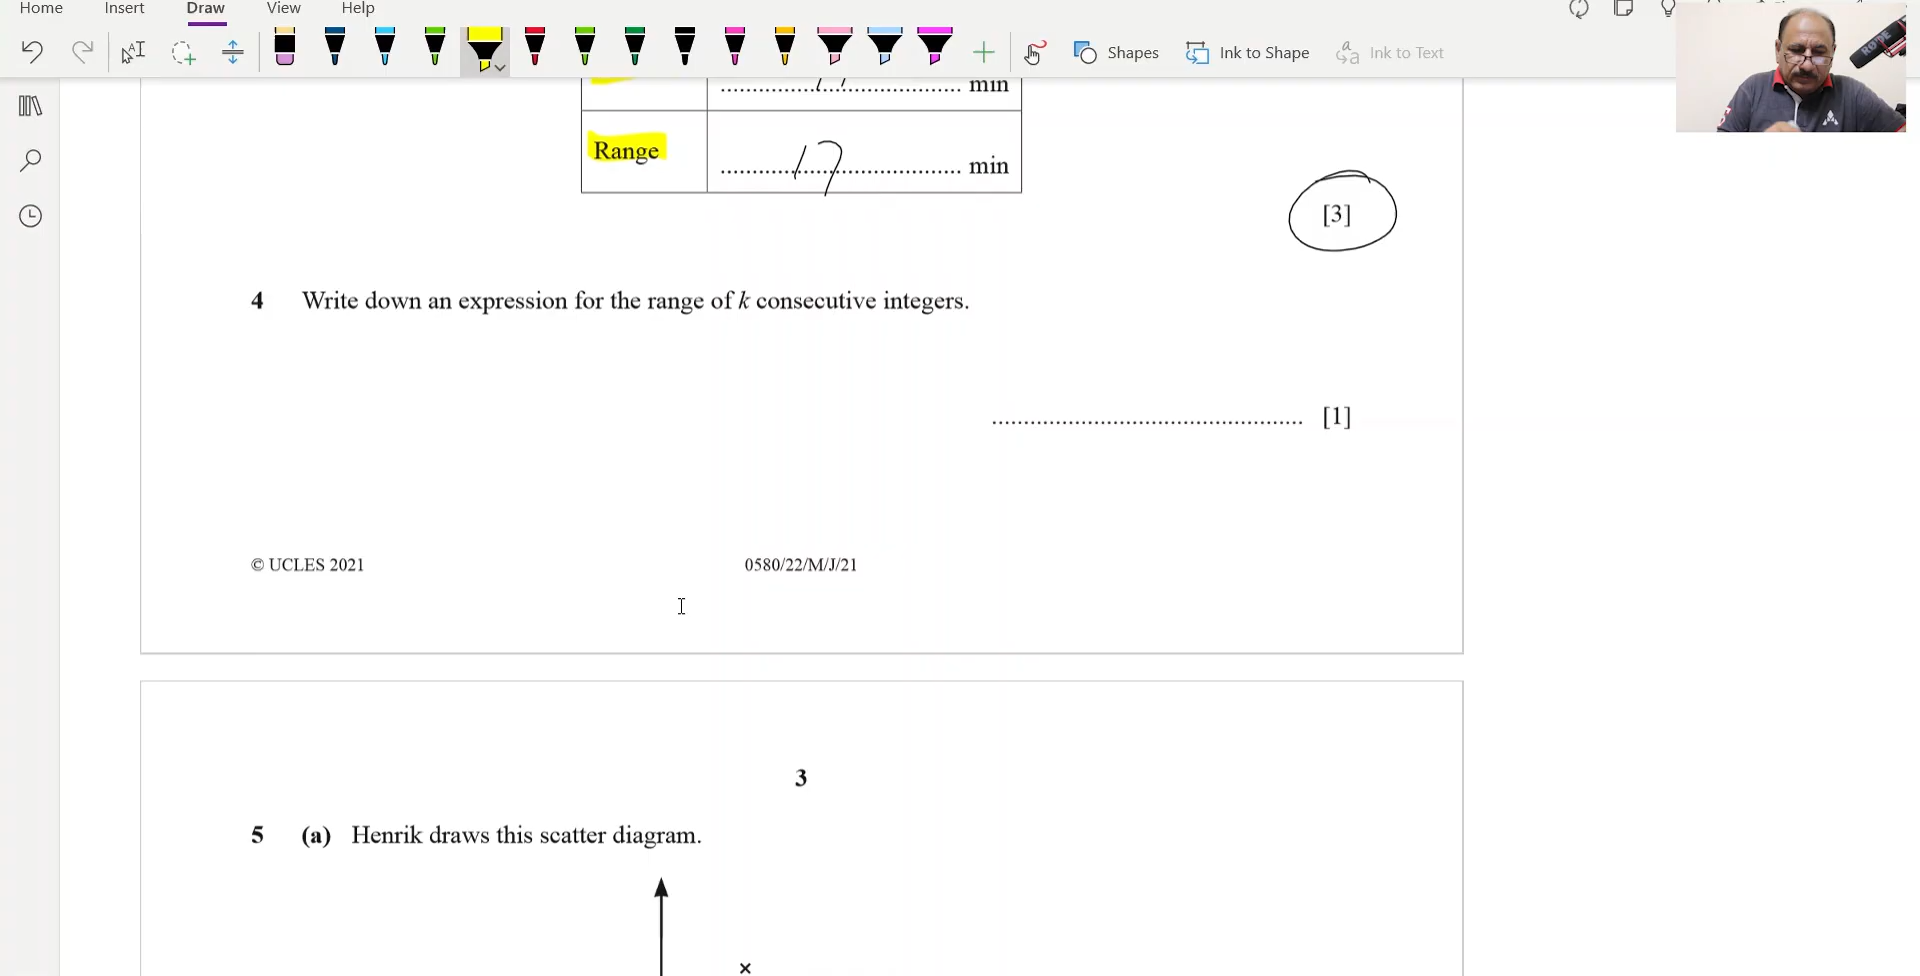 Home Insert Draw View Help
Shapes Ink to Shape Ink to Text
min
Range 17 min
[3]
4 Write down an expression for the range of k consecutive integers.
................................................ [1]
© UCLES 2021 0580/22/M/J/21
3
5 (a) Henrik draws this scatter diagram.
RØDE